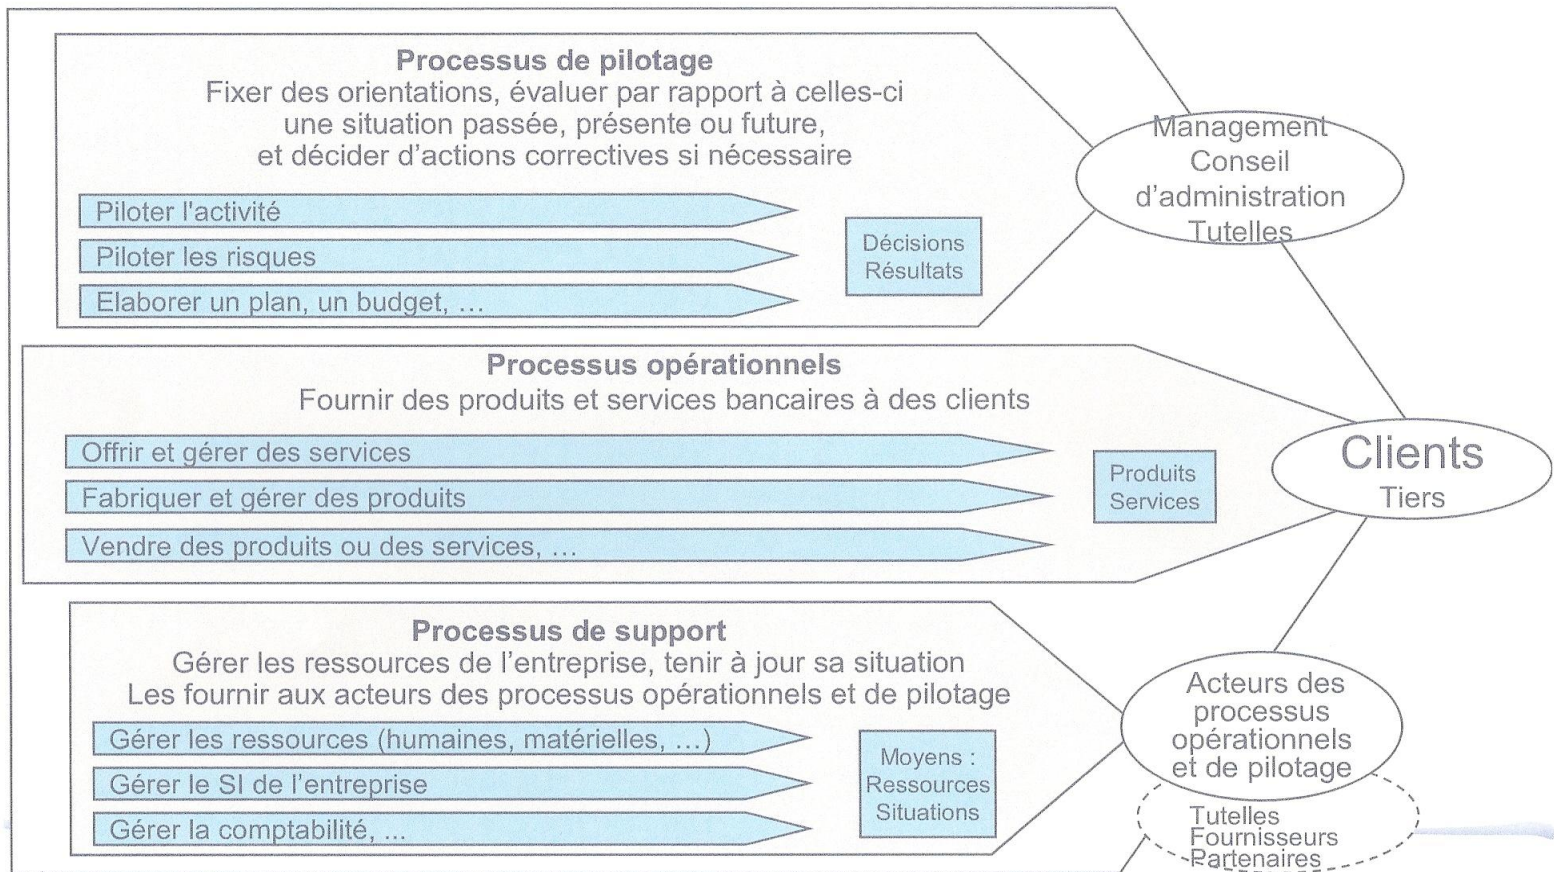 Processus de pilotage
Fixer des orientations, évaluer par rapport à celles-ci
une situation passée, présente ou future,
et décider d'actions correctives si nécessaire
Piloter l'activité
Piloter les risques
Elaborer un plan, un budget, …
Décisions
Résultats
Management
Conseil
d'administration
Tutelles
Processus opérationnels
Fournir des produits et services bancaires à des clients
Offrir et gérer des services
Fabriquer et gérer des produits
Vendre des produits ou des services, …
Produits
Services
Clients
Tiers
Processus de support
Gérer les ressources de l'entreprise, tenir à jour sa situation
Les fournir aux acteurs des processus opérationnels et de pilotage
Gérer les ressources (humaines, matérielles, …)
Gérer le SI de l'entreprise
Gérer la comptabilité, ...
Moyens :
Ressources
Situations
Acteurs des
processus
opérationnels
et de pilotage
Tutelles
Fournisseurs
Partenaires